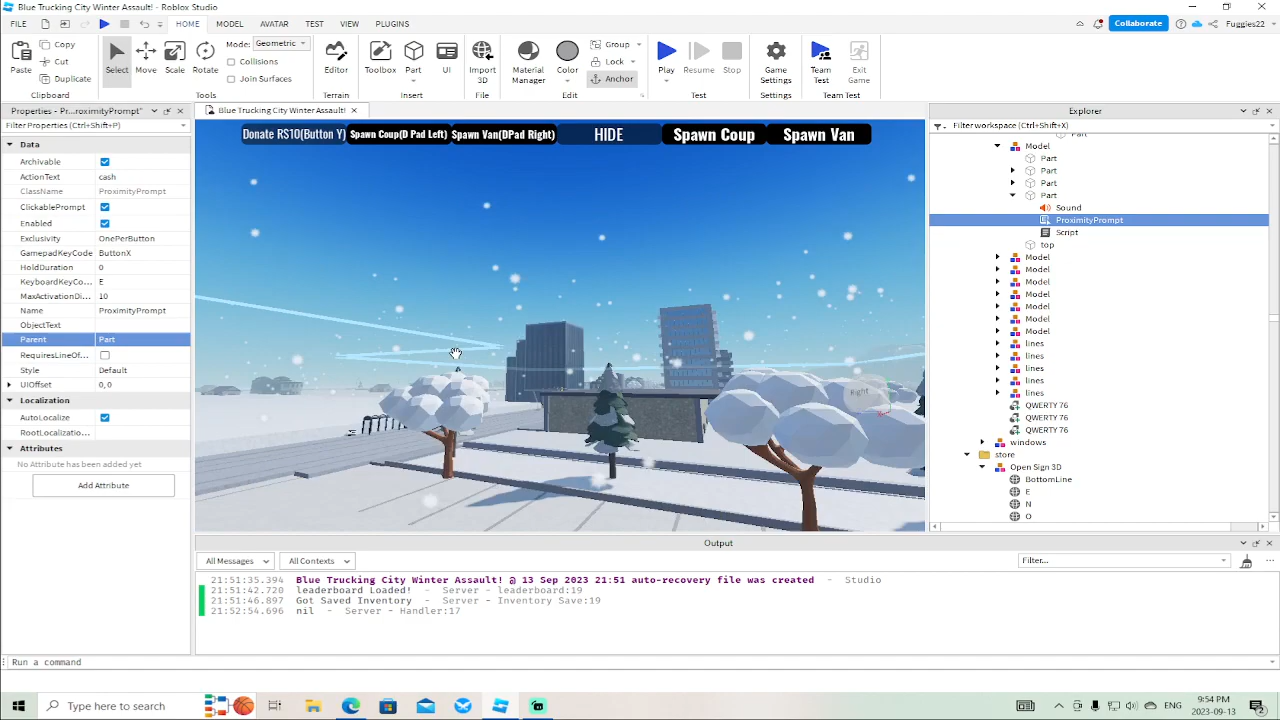 Blue Trucking City Winter Assault! - Roblox Studio
FILE HOME MODEL AVATAR TEST VIEW PLUGINS Collaborate Fuggies22
Paste Copy Cut Duplicate Clipboard
Select Move Scale Rotate Mode: Geometric Collisions Join Surfaces Tools
Editor Terrain
Toolbox Part UI Insert
Import 3D File
Material Manager Color Group Lock Anchor Edit
Play Resume Stop Test
Game Settings Settings
Team Test Exit Game Team Test
Properties - Pr...roximityPrompt"
Filter Properties (Ctrl+Shift+P)
Data
Archivable
ActionText cash
ClassName ProximityPrompt
ClickablePrompt
Enabled
Exclusivity OnePerButton
GamepadKeyCode ButtonX
HoldDuration 0
KeyboardKeyCo... E
MaxActivationDi... 10
Name ProximityPrompt
ObjectText
Parent Part
RequiresLineOf...
Style Default
UIOffset 0, 0
Localization
AutoLocalize
RootLocalizatio...
Attributes
No Attribute has been added yet
Add Attribute
Blue Trucking City Winter Assault!
Donate RS10(Button Y) Spawn Coup(D Pad Left) Spawn Van(DPad Right) HIDE Spawn Coup Spawn Van
Right
Explorer
Filter workspace (Ctrl+Shift+X)
Part
Model
Part
Part
Part
Part
Sound
ProximityPrompt
Script
top
Model
Model
Model
Model
Model
Model
Model
lines
lines
lines
lines
lines
QWERTY 76
QWERTY 76
QWERTY 76
windows
store
Open Sign 3D
BottomLine
E
N
O
Output
All Messages All Contexts Filter...
21:51:35.394 Blue Trucking City Winter Assault! @ 13 Sep 2023 21:51 auto-recovery file was created - Studio
21:51:42.720 leaderboard Loaded! - Server - leaderboard:19
21:51:46.897 Got Saved Inventory - Server - Inventory Save:19
21:52:54.696 nil - Server - Handler:17
Run a command
Type here to search
ENG
9:54 PM
2023-09-13
2